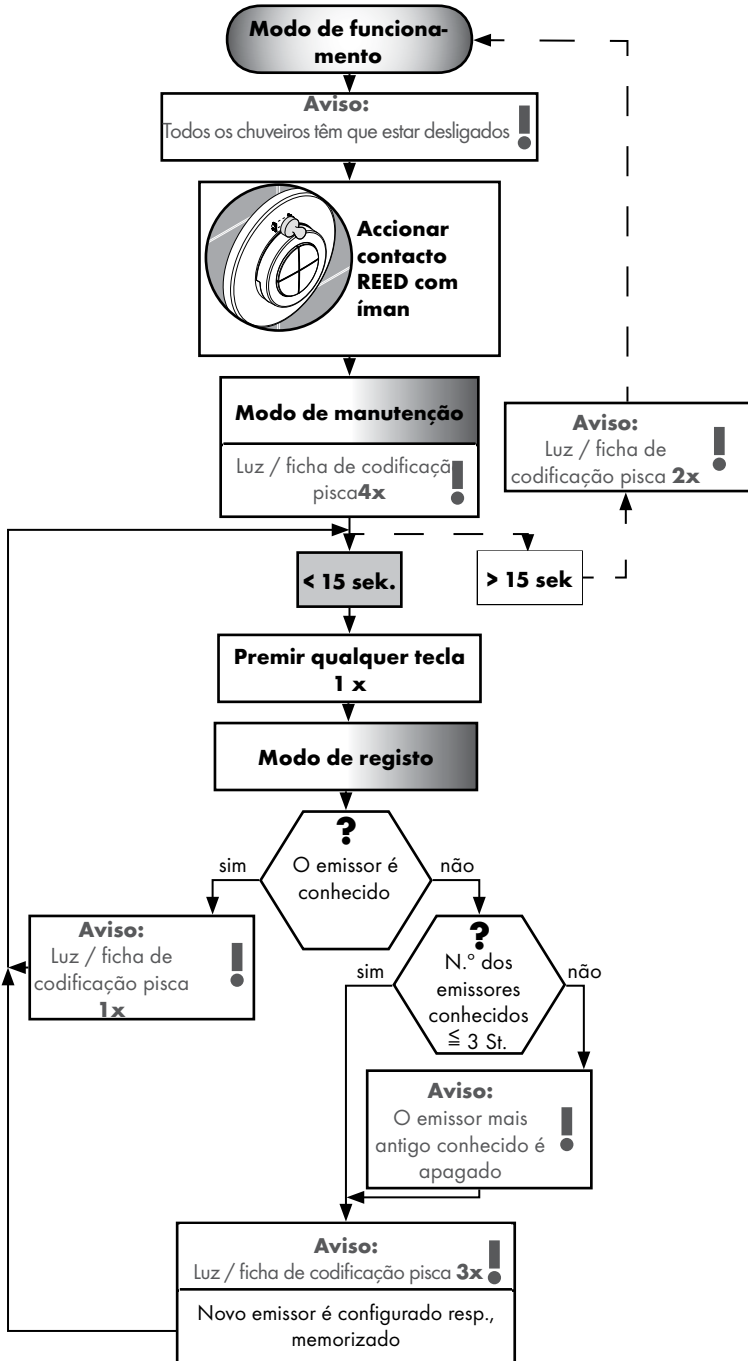 Modo de funciona-
mento
Aviso:
Todos os chuveiros têm que estar desligados
Accionar
contacto
REED com
íman
Modo de manutenção
Luz / ficha de codificaçã
pisca4x
Aviso:
Luz / ficha de
codificação pisca 2x
< 15 sek.
> 15 sek
Premir qualquer tecla
1 x
Modo de registo
?
O emissor é
conhecido
sim
não
Aviso:
Luz / ficha de
codificação pisca
1x
?
N.º dos
emissores
conhecidos
≦ 3 St.
sim
não
Aviso:
O emissor mais
antigo conhecido é
apagado
Aviso:
Luz / ficha de codificação pisca 3x
Novo emissor é configurado resp.,
memorizado